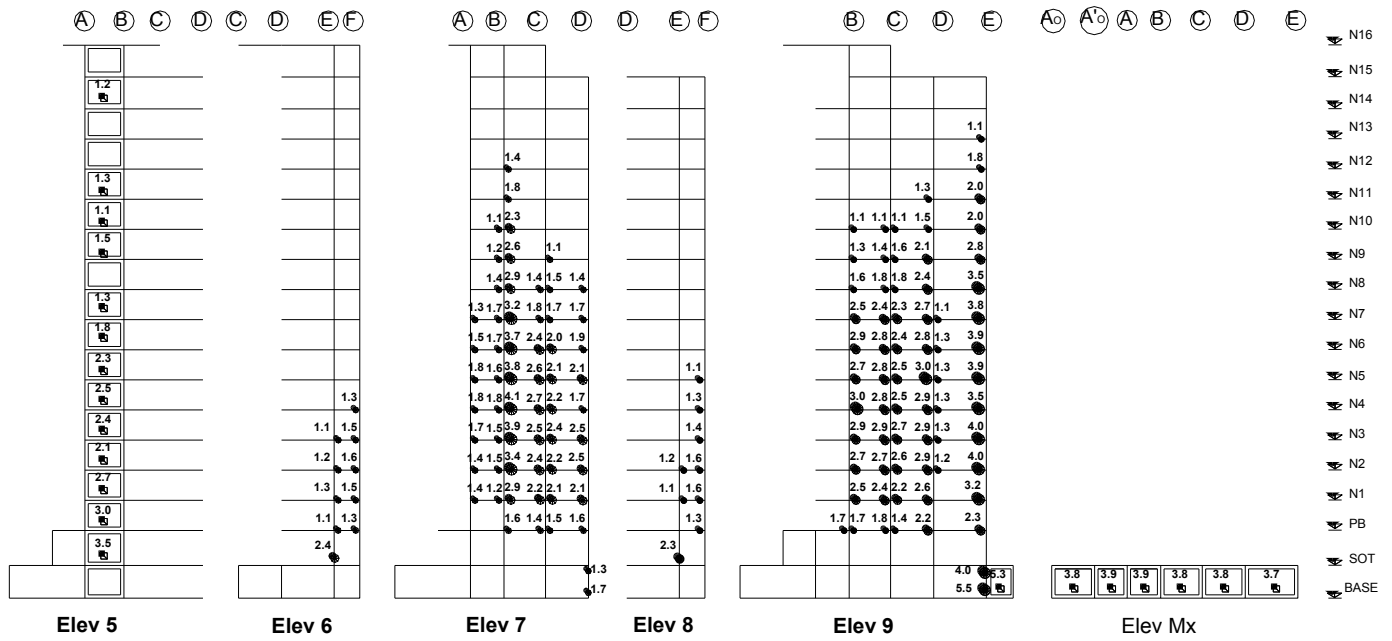 A B C D C D E F A B C D D E F B C D E A₀ A'₀ A B C D E
N16
N15
1.2 N14
1.1 N13
1.4 1.8 N12
1.3 1.8 1.3 2.0 N11
1.1 1.1 2.3 1.1 1.1 1.1 1.5 2.0 N10
1.5 1.2 2.6 1.1 1.3 1.4 1.6 2.1 2.8 N9
1.4 2.9 1.4 1.5 1.4 1.6 1.8 1.8 2.4 3.5 N8
1.3 1.3 1.7 3.2 1.8 1.7 1.7 2.5 2.4 2.3 2.7 1.1 3.8 N7
1.8 1.5 1.7 3.7 2.4 2.0 1.9 2.9 2.8 2.4 2.8 1.3 3.9 N6
2.3 1.8 1.6 3.8 2.6 2.1 2.1 1.1 2.7 2.8 2.5 3.0 1.3 3.9 N5
2.5 1.3 1.8 1.8 4.1 2.7 2.2 1.7 1.3 3.0 2.8 2.5 2.9 1.3 3.5 N4
2.4 1.1 1.5 1.7 1.5 3.9 2.5 2.4 2.5 1.4 2.9 2.9 2.7 2.9 1.3 4.0 N3
2.1 1.2 1.6 1.4 1.5 3.4 2.4 2.2 2.5 1.2 1.6 2.7 2.7 2.6 2.9 1.2 4.0 N2
2.7 1.3 1.5 1.4 1.2 2.9 2.2 2.1 2.1 1.1 1.6 2.5 2.4 2.2 2.6 3.2 N1
3.0 1.1 1.3 1.6 1.4 1.5 1.6 1.3 1.7 1.7 1.8 1.4 2.2 2.3 PB
3.5 2.4 2.3 SOT
1.3 4.0 5.3 3.8 3.9 3.9 3.8 3.8 3.7
1.7 5.5 BASE
Elev 5 Elev 6 Elev 7 Elev 8 Elev 9 Elev Mx